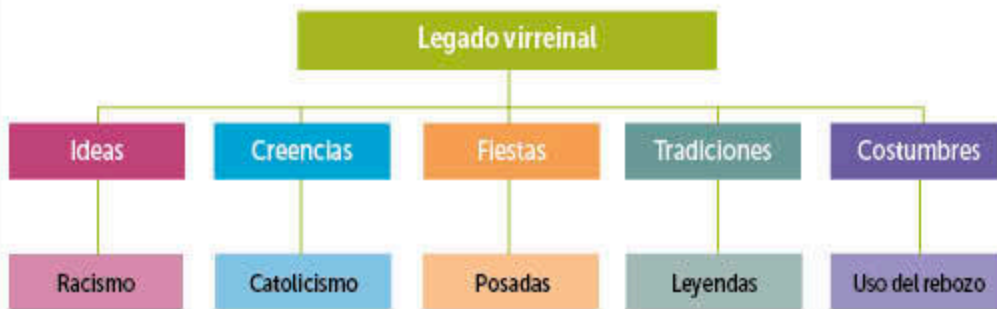 Legado virreinal
Ideas
Creencias
Fiestas
Tradiciones
Costumbres
Racismo
Catolicismo
Posadas
Leyendas
Uso del rebozo